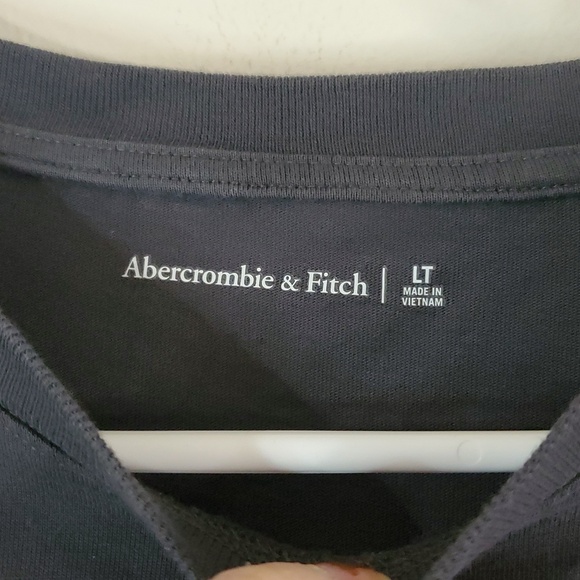 Abercrombie & Fitch | LT
MADE IN
VIETNAM